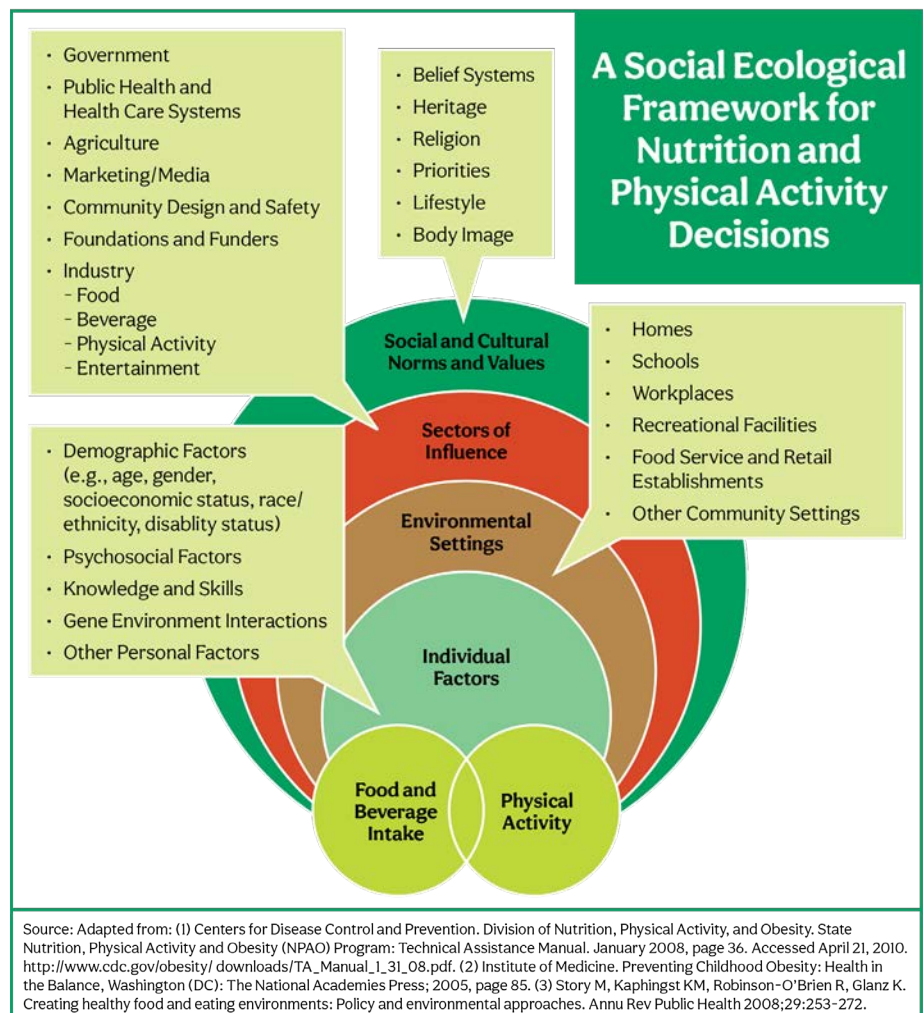 A Social Ecological
Framework for
Nutrition and
Physical Activity
Decisions
· Government
· Public Health and
Health Care Systems
· Agriculture
· Marketing/Media
· Community Design and Safety
· Foundations and Funders
· Industry
- Food
- Beverage
- Physical Activity
- Entertainment
· Belief Systems
· Heritage
· Religion
· Priorities
· Lifestyle
· Body Image
· Homes
· Schools
· Workplaces
· Recreational Facilities
· Food Service and Retail
Establishments
· Other Community Settings
· Demographic Factors
(e.g., age, gender,
socioeconomic status, race/
ethnicity, disablity status)
· Psychosocial Factors
· Knowledge and Skills
· Gene Environment Interactions
· Other Personal Factors
Social and Cultural
Norms and Values
Sectors of
Influence
Environmental
Settings
Individual
Factors
Food and
Beverage
Intake
Physical
Activity
Source: Adapted from: (1) Centers for Disease Control and Prevention. Division of Nutrition, Physical Activity, and Obesity. State
Nutrition, Physical Activity and Obesity (NPAO) Program: Technical Assistance Manual. January 2008, page 36. Accessed April 21, 2010.
http://www.cdc.gov/obesity/ downloads/TA_Manual_1_31_08.pdf. (2) Institute of Medicine. Preventing Childhood Obesity: Health in
the Balance, Washington (DC): The National Academies Press; 2005, page 85. (3) Story M, Kaphingst KM, Robinson-O'Brien R, Glanz K.
Creating healthy food and eating environments: Policy and environmental approaches. Annu Rev Public Health 2008;29:253-272.